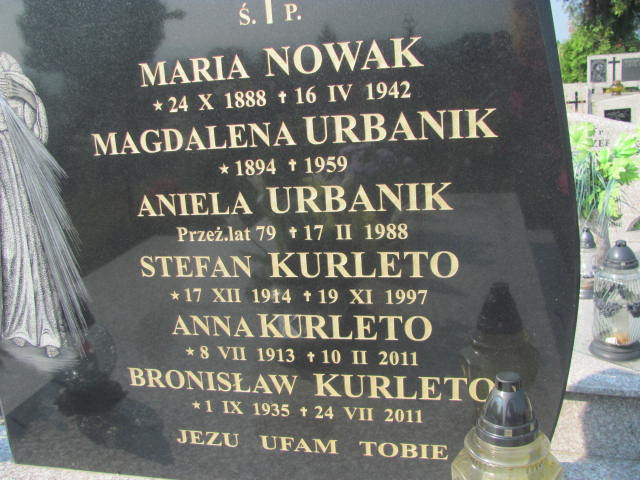 Ś. P.
MARIA NOWAK
* 24 X 1888 † 16 IV 1942
MAGDALENA URBANIK
* 1894 † 1959
ANIELA URBANIK
Przeż. lat 79 † 17 II 1988
STEFAN KURLETO
* 17 XII 1914 † 19 XI 1997
ANNA KURLETO
* 8 VII 1913 † 10 II 2011
BRONISŁAW KURLETO
* 1 IX 1935 † 24 VII 2011
JEZU UFAM TOBIE